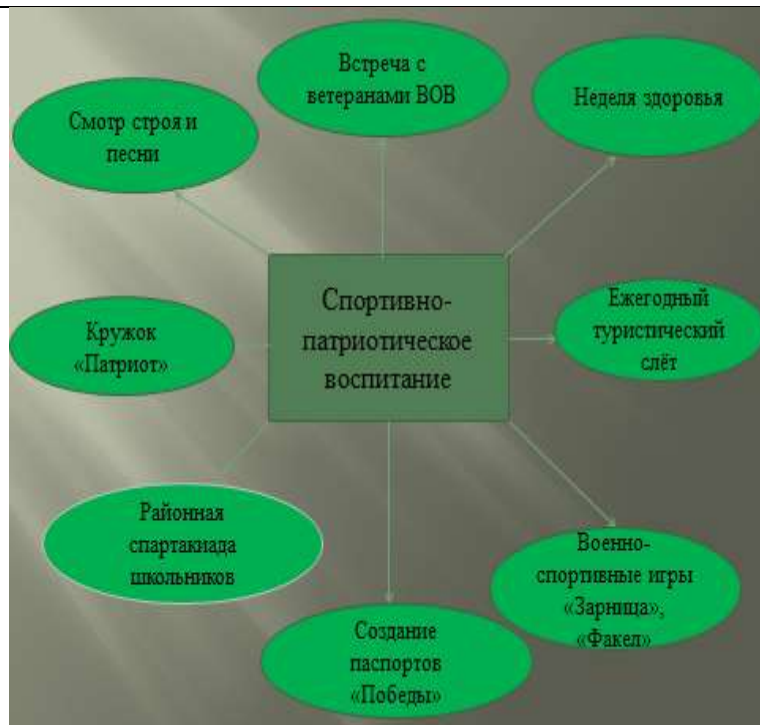 Встреча с
ветеранами ВОВ
Неделя здоровья
Смотр строя и
песни
Спортивно-
патриотическое
воспитание
Ежегодный
туристический
слёт
Кружок
«Патриот»
Районная
спартакиада
школьников
Военно-
спортивные игры
«Зарница»,
«Факел»
Создание
паспортов
«Победы»